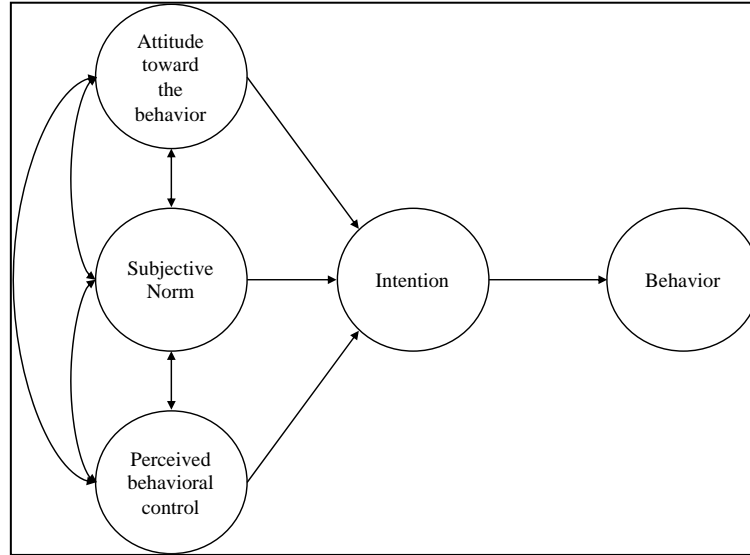 Attitude
toward
the
behavior
Subjective
Norm
Intention
Behavior
Perceived
behavioral
control